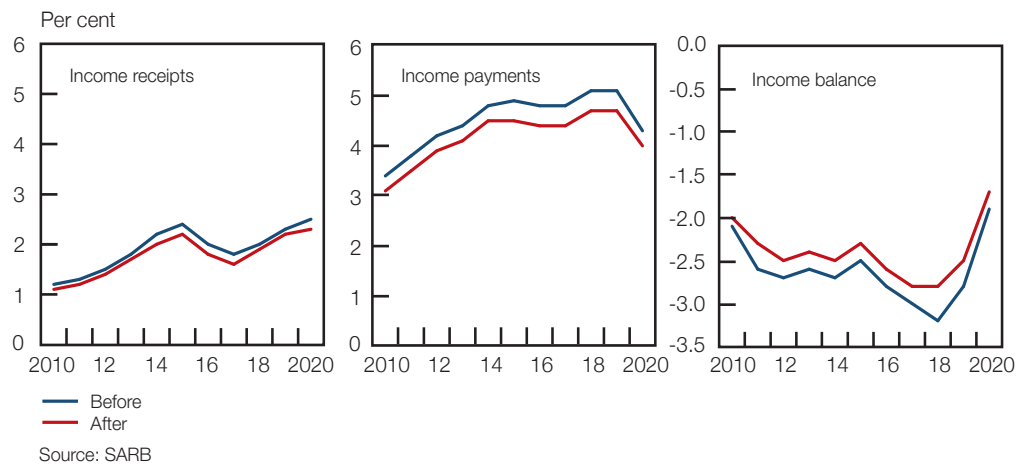 Per cent
Income receipts
6
5
4
3
2
1
0
2010 12 14 16 18 2020
Income payments
6
5
4
3
2
1
0
2010 12 14 16 18 2020
Income balance
0.0
-0.5
-1.0
-1.5
-2.0
-2.5
-3.0
-3.5
2010 12 14 16 18 2020
Before
After
Source: SARB